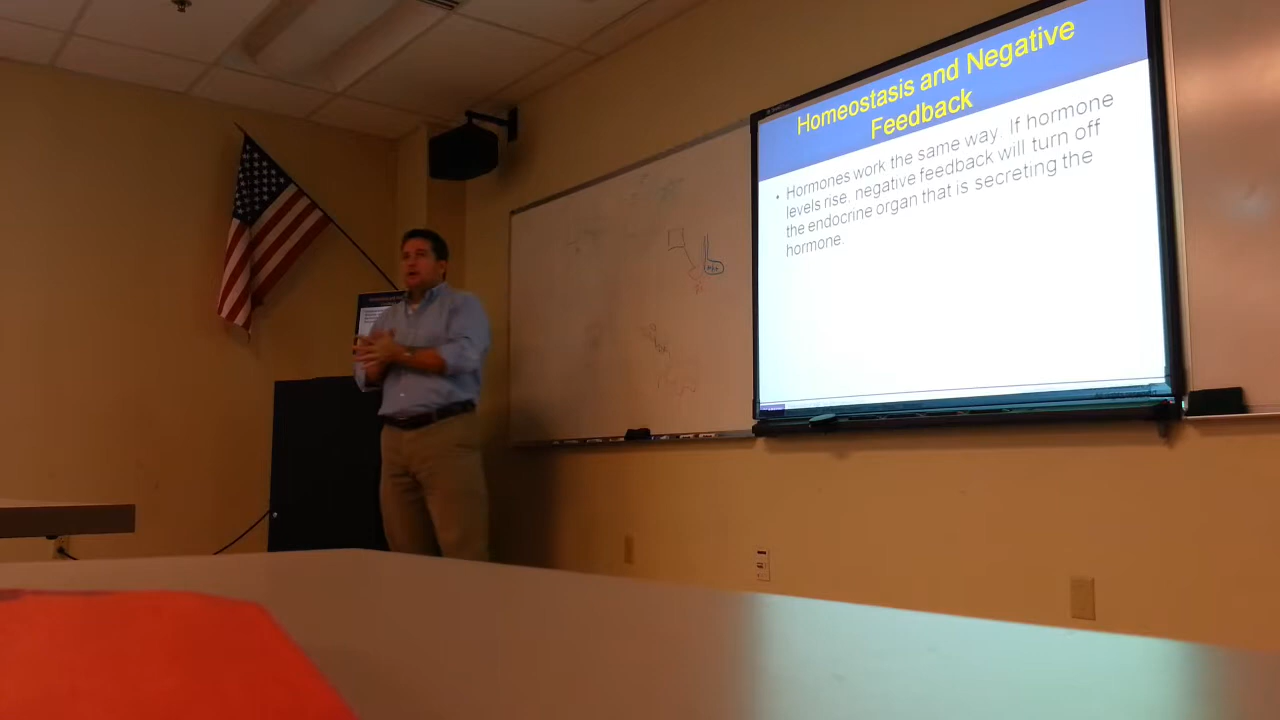 Homeostasis and Negative
Feedback
• Hormones work the same way. If hormone
levels rise, negative feedback will turn off
the endocrine organ that is secreting the
hormone.